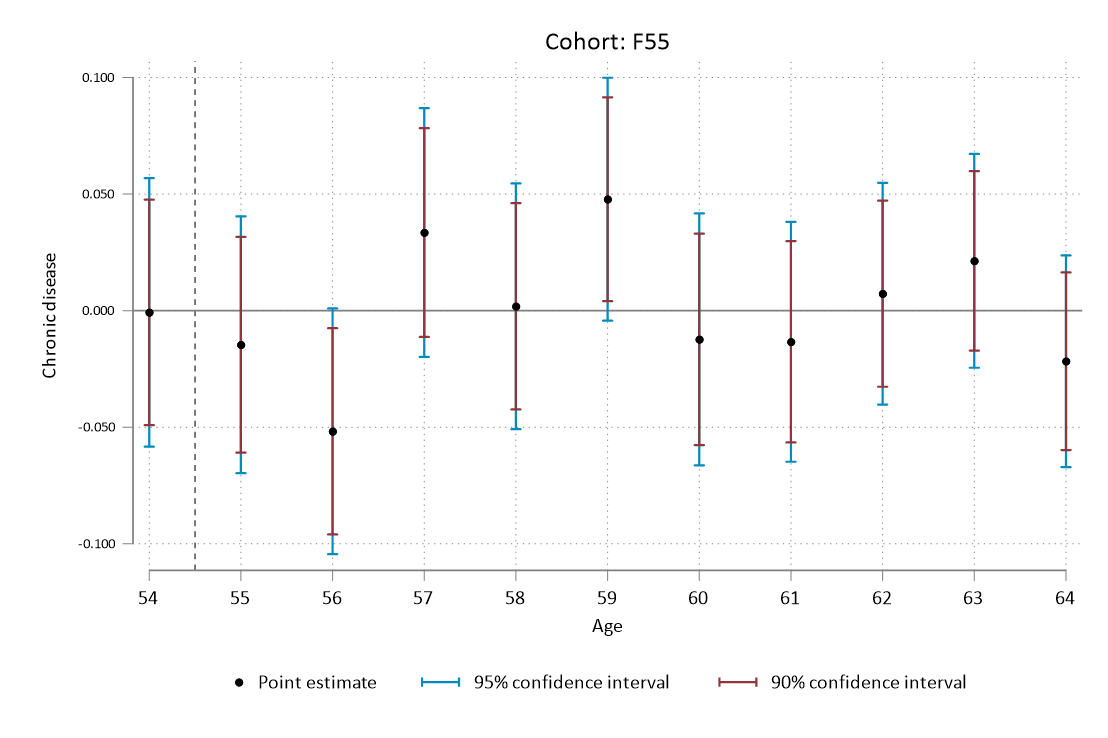 Cohort: F55
Chronic disease
0.100
0.050
0.000
-0.050
-0.100
54 55 56 57 58 59 60 61 62 63 64
Age
Point estimate 95% confidence interval 90% confidence interval